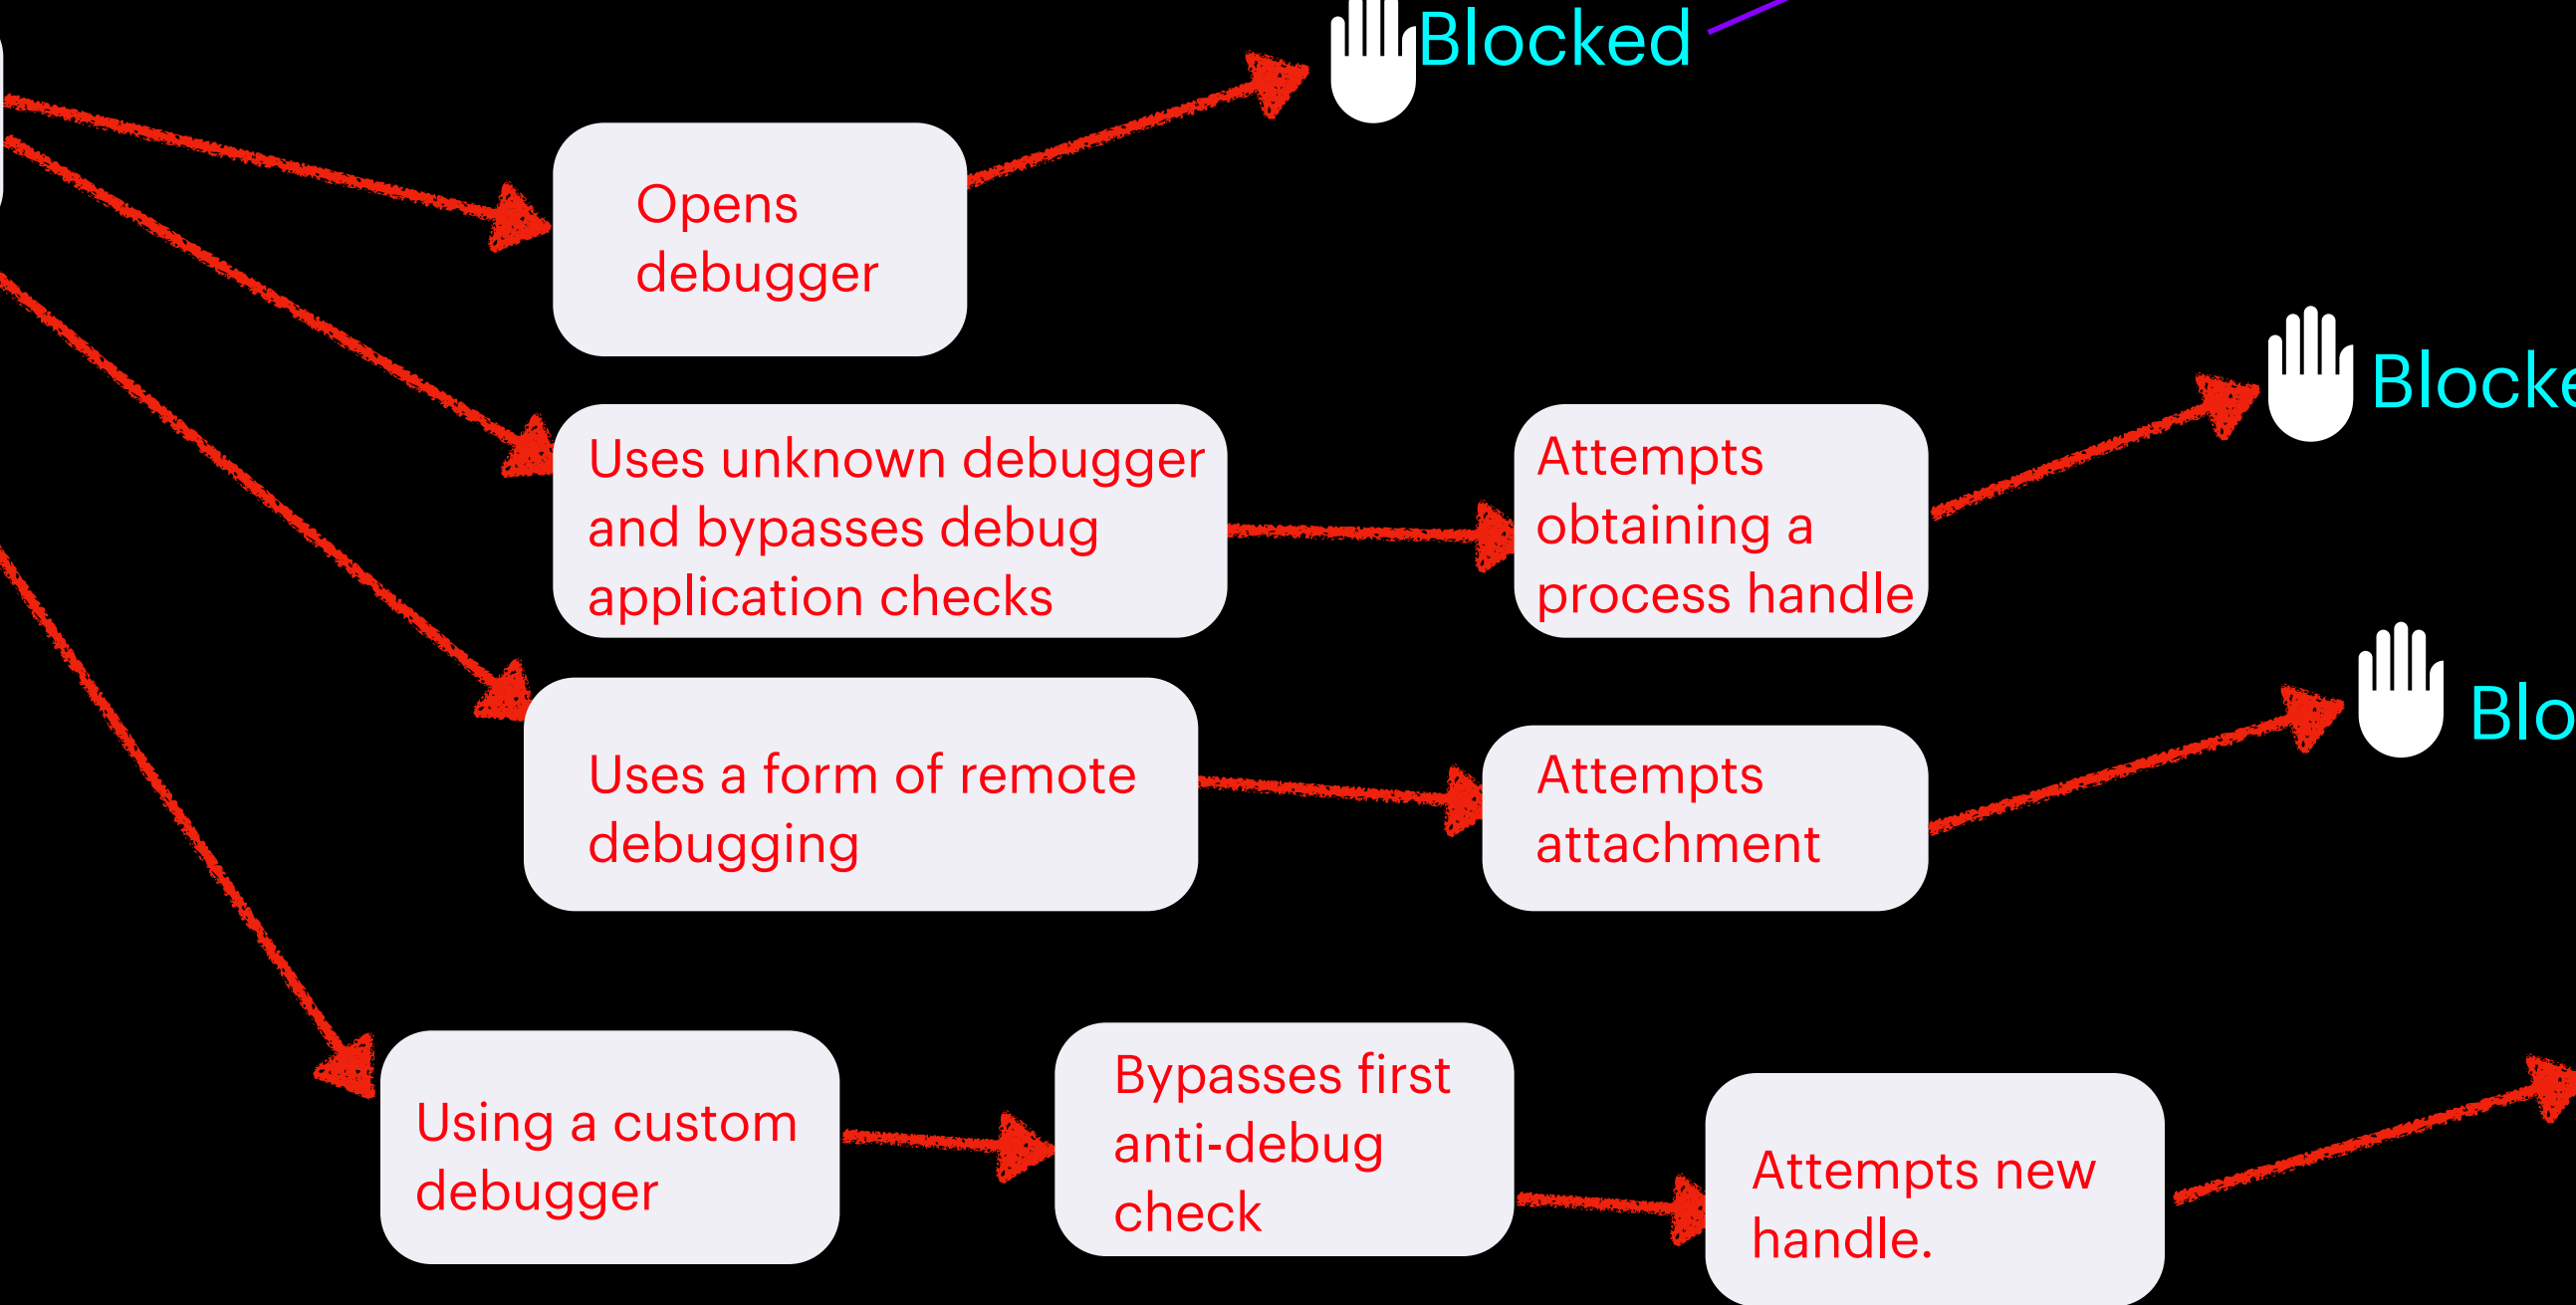 Blocked
Opens
debugger
Uses unknown debugger
and bypasses debug
application checks
Attempts
obtaining a
process handle
Blocke
Uses a form of remote
debugging
Attempts
attachment
Blo
Using a custom
debugger
Bypasses first
anti-debug
check
Attempts new
handle.